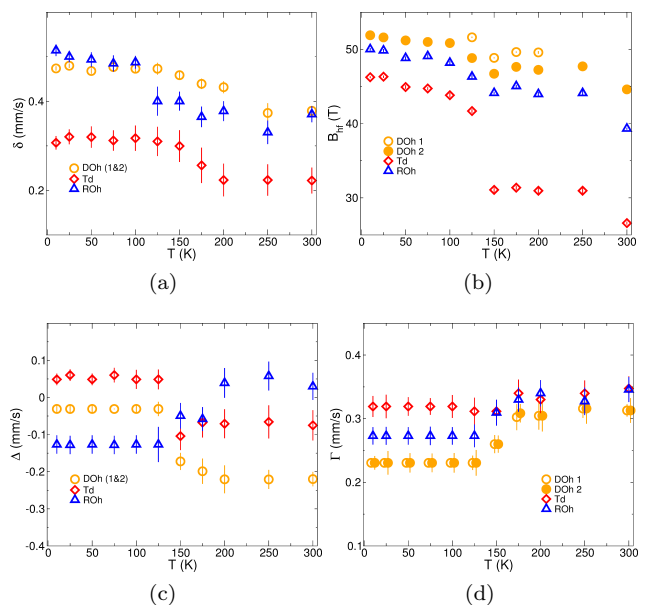 0.4
0.2
δ (mm/s)
DOh (1&2)
Td
ROh
0 50 100 150 200 250 300
T (K)
(a)
60
50
40
30
B_hf (T)
DOh 1
DOh 2
Td
ROh
0 50 100 150 200 250 300
T (K)
(b)
0.1
0
-0.1
-0.2
-0.3
-0.4
Δ (mm/s)
DOh (1&2)
Td
ROh
0 50 100 150 200 250 300
T (K)
(c)
0.4
0.3
0.2
0.1
Γ (mm/s)
DOh 1
DOh 2
Td
ROh
0 50 100 150 200 250 300
T (K)
(d)